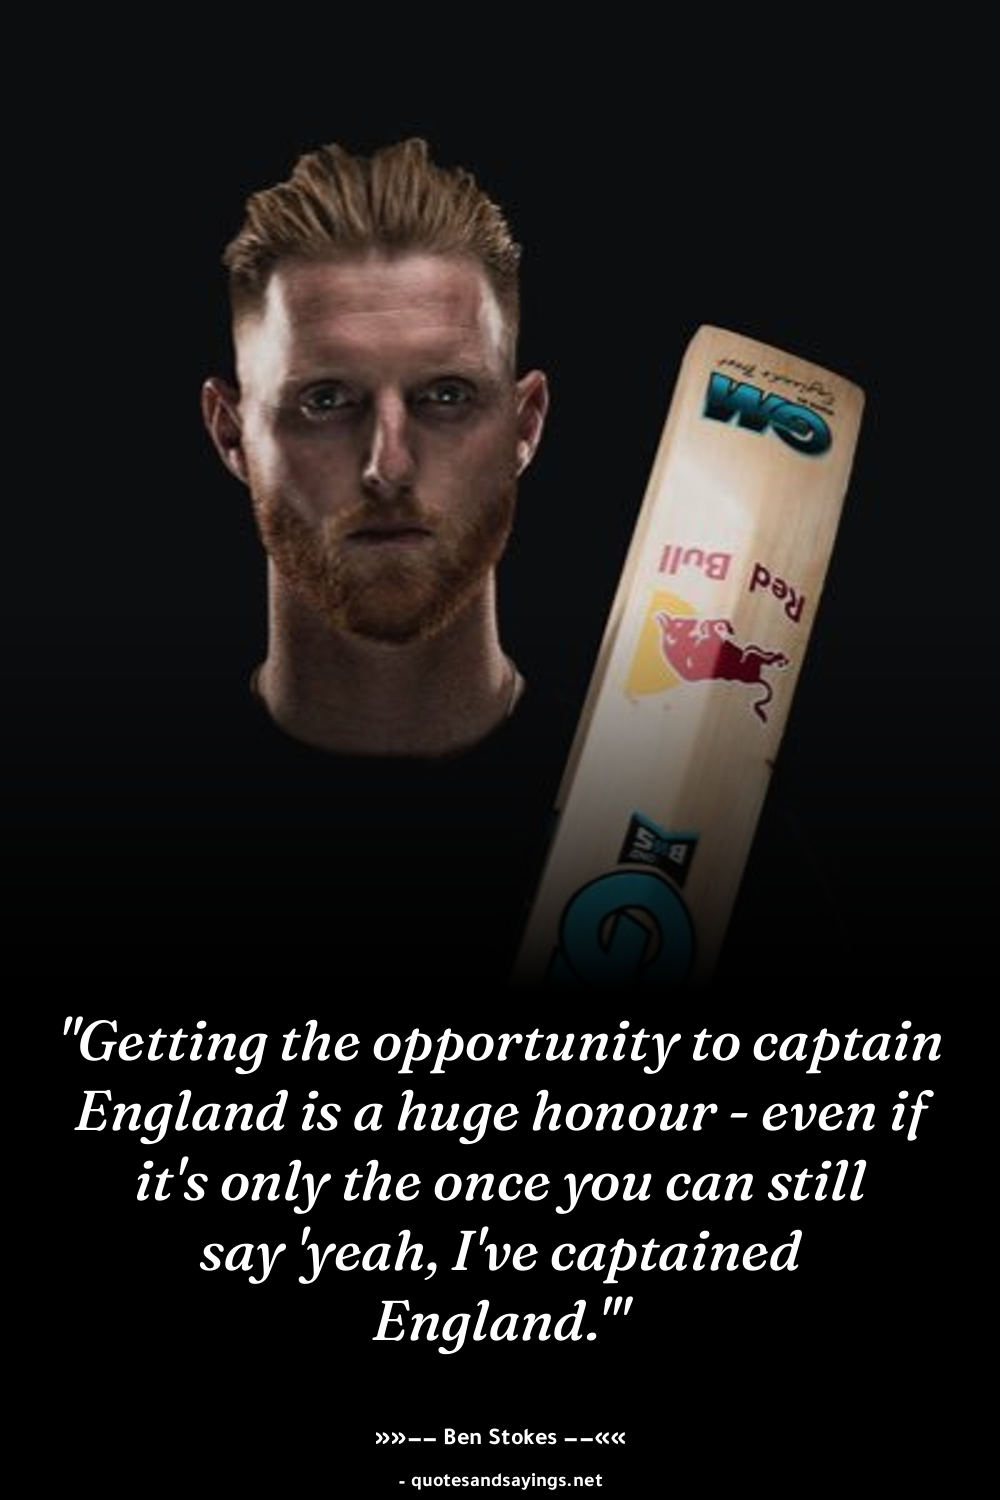 GM
Red Bull
"Getting the opportunity to captain
England is a huge honour - even if
it's only the once you can still
say 'yeah, I've captained
England.'"
»»−− Ben Stokes −−««
- quotesandsayings.net